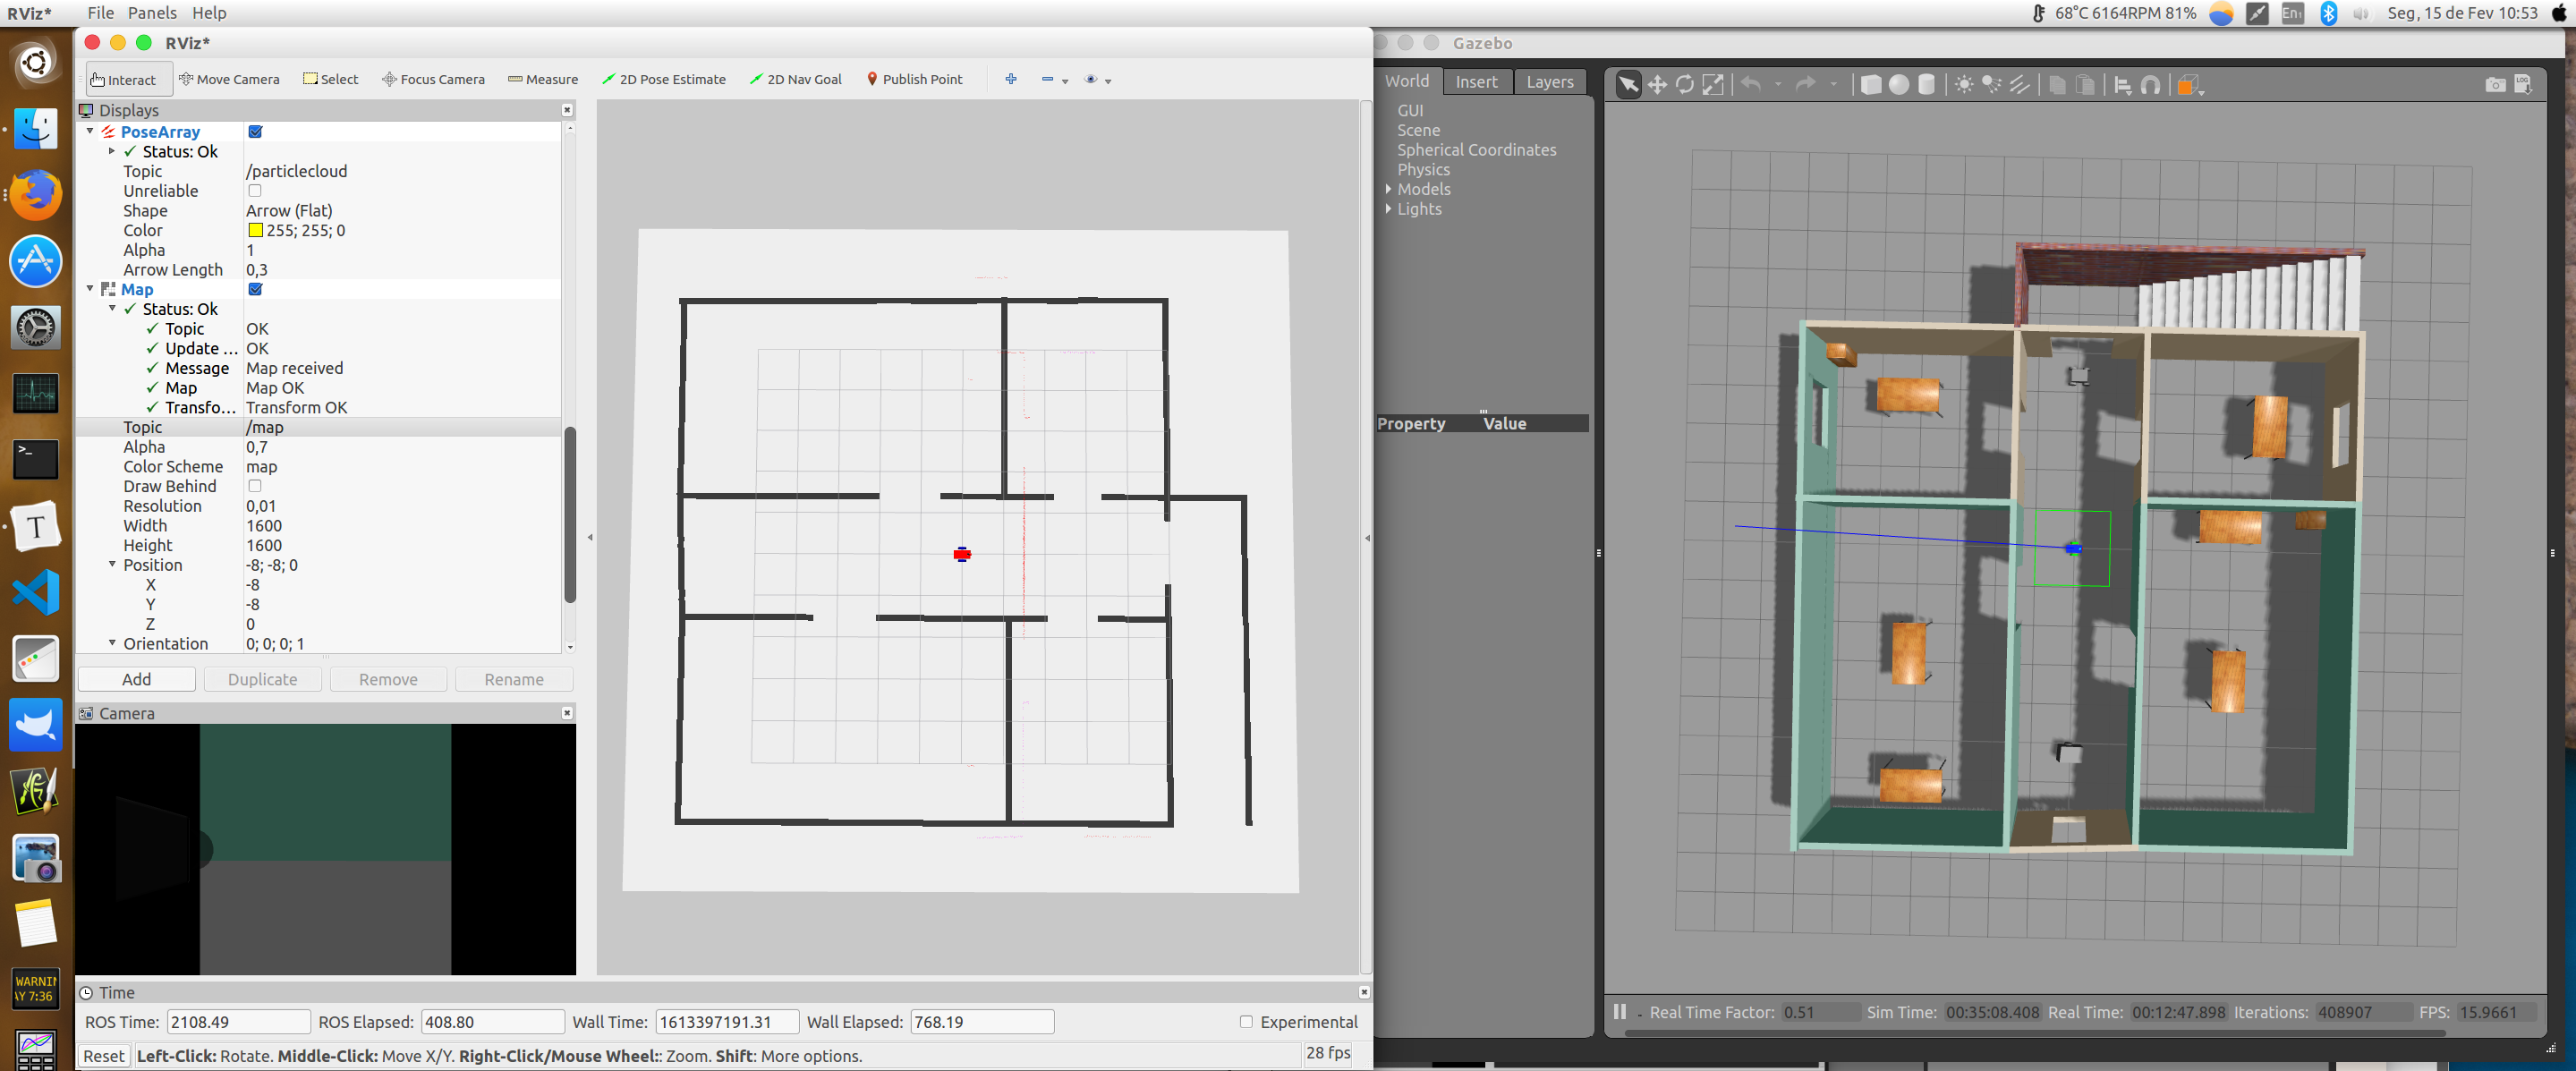 RViz* File Panels Help 68°C 6164RPM 81% En₁ Seg, 15 de Fev 10:53
RViz*
Interact Move Camera Select Focus Camera Measure 2D Pose Estimate 2D Nav Goal Publish Point
Displays
PoseArray
Status: Ok
Topic /particlecloud
Unreliable
Shape Arrow (Flat)
Color 255; 255; 0
Alpha 1
Arrow Length 0,3
Map
Status: Ok
Topic OK
Update ... OK
Message Map received
Map Map OK
Transfo... Transform OK
Topic /map
Alpha 0,7
Color Scheme map
Draw Behind
Resolution 0,01
Width 1600
Height 1600
Position -8; -8; 0
X -8
Y -8
Z 0
Orientation 0; 0; 0; 1
Add Duplicate Remove Rename
Camera
Time
ROS Time: 2108.49 ROS Elapsed: 408.80 Wall Time: 1613397191.31 Wall Elapsed: 768.19 Experimental
Reset Left-Click: Rotate. Middle-Click: Move X/Y. Right-Click/Mouse Wheel:: Zoom. Shift: More options. 28 fps
>_
T
WARNIN
AY 7:36
Gazebo
World Insert Layers
LOG
GUI
Scene
Spherical Coordinates
Physics
Models
Lights
Property Value
Real Time Factor: 0.51 Sim Time: 00:35:08.408 Real Time: 00:12:47.898 Iterations: 408907 FPS: 15.9661